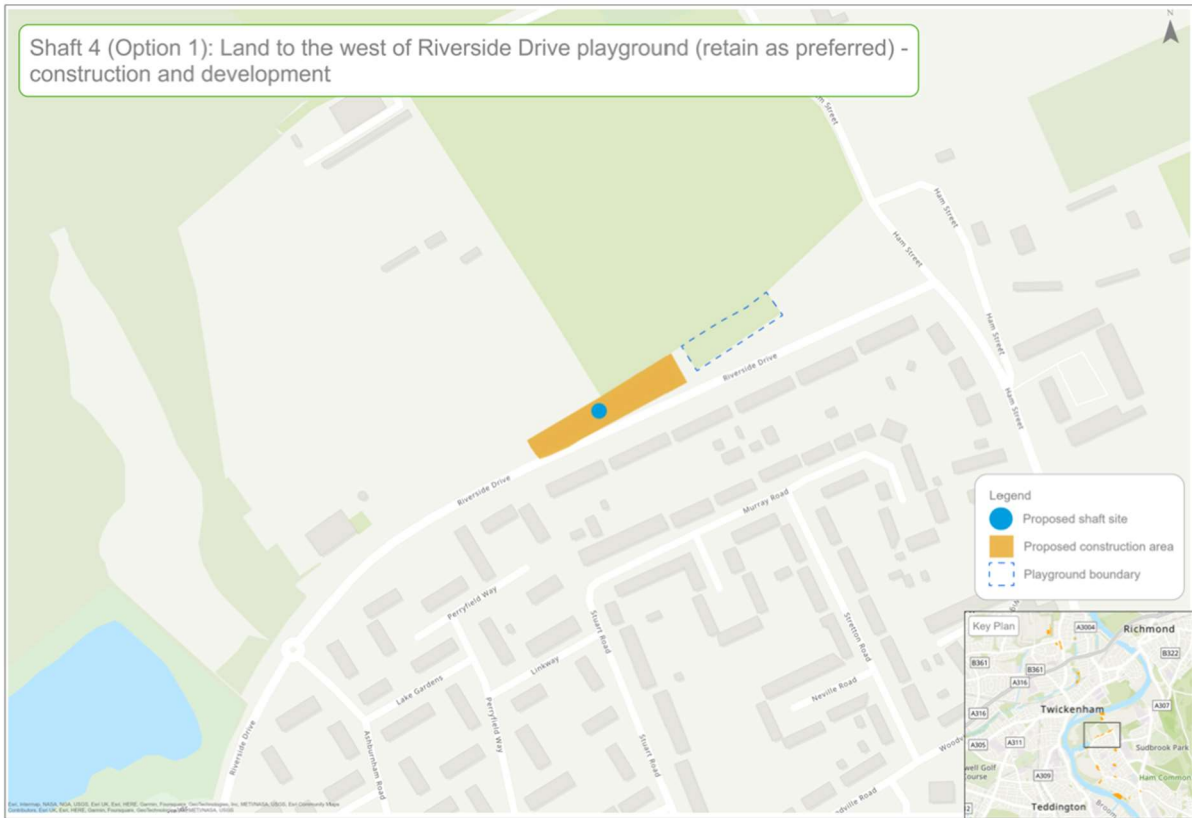 N
Shaft 4 (Option 1): Land to the west of Riverside Drive playground (retain as preferred) -
construction and development
Ham Street
Ham Street
Ham Street
Ham Street
Riverside Drive
Ham Street
Riverside Drive
Murray Road
Legend
Proposed shaft site
Proposed construction area
Playground boundary
Perryfield Way
Stuart Road
Stretton Road
Linkway
Lake Gardens
Perryfield Way
Neville Road
Ashburnham Road
Stuart Road
Riverside Drive
Key Plan
A3004
Richmond
B361
B361
B322
A316
A316
Twickenham
A307
A316
A305
A311
Sudbrook Park
A309
Ham Common
Course
Teddington